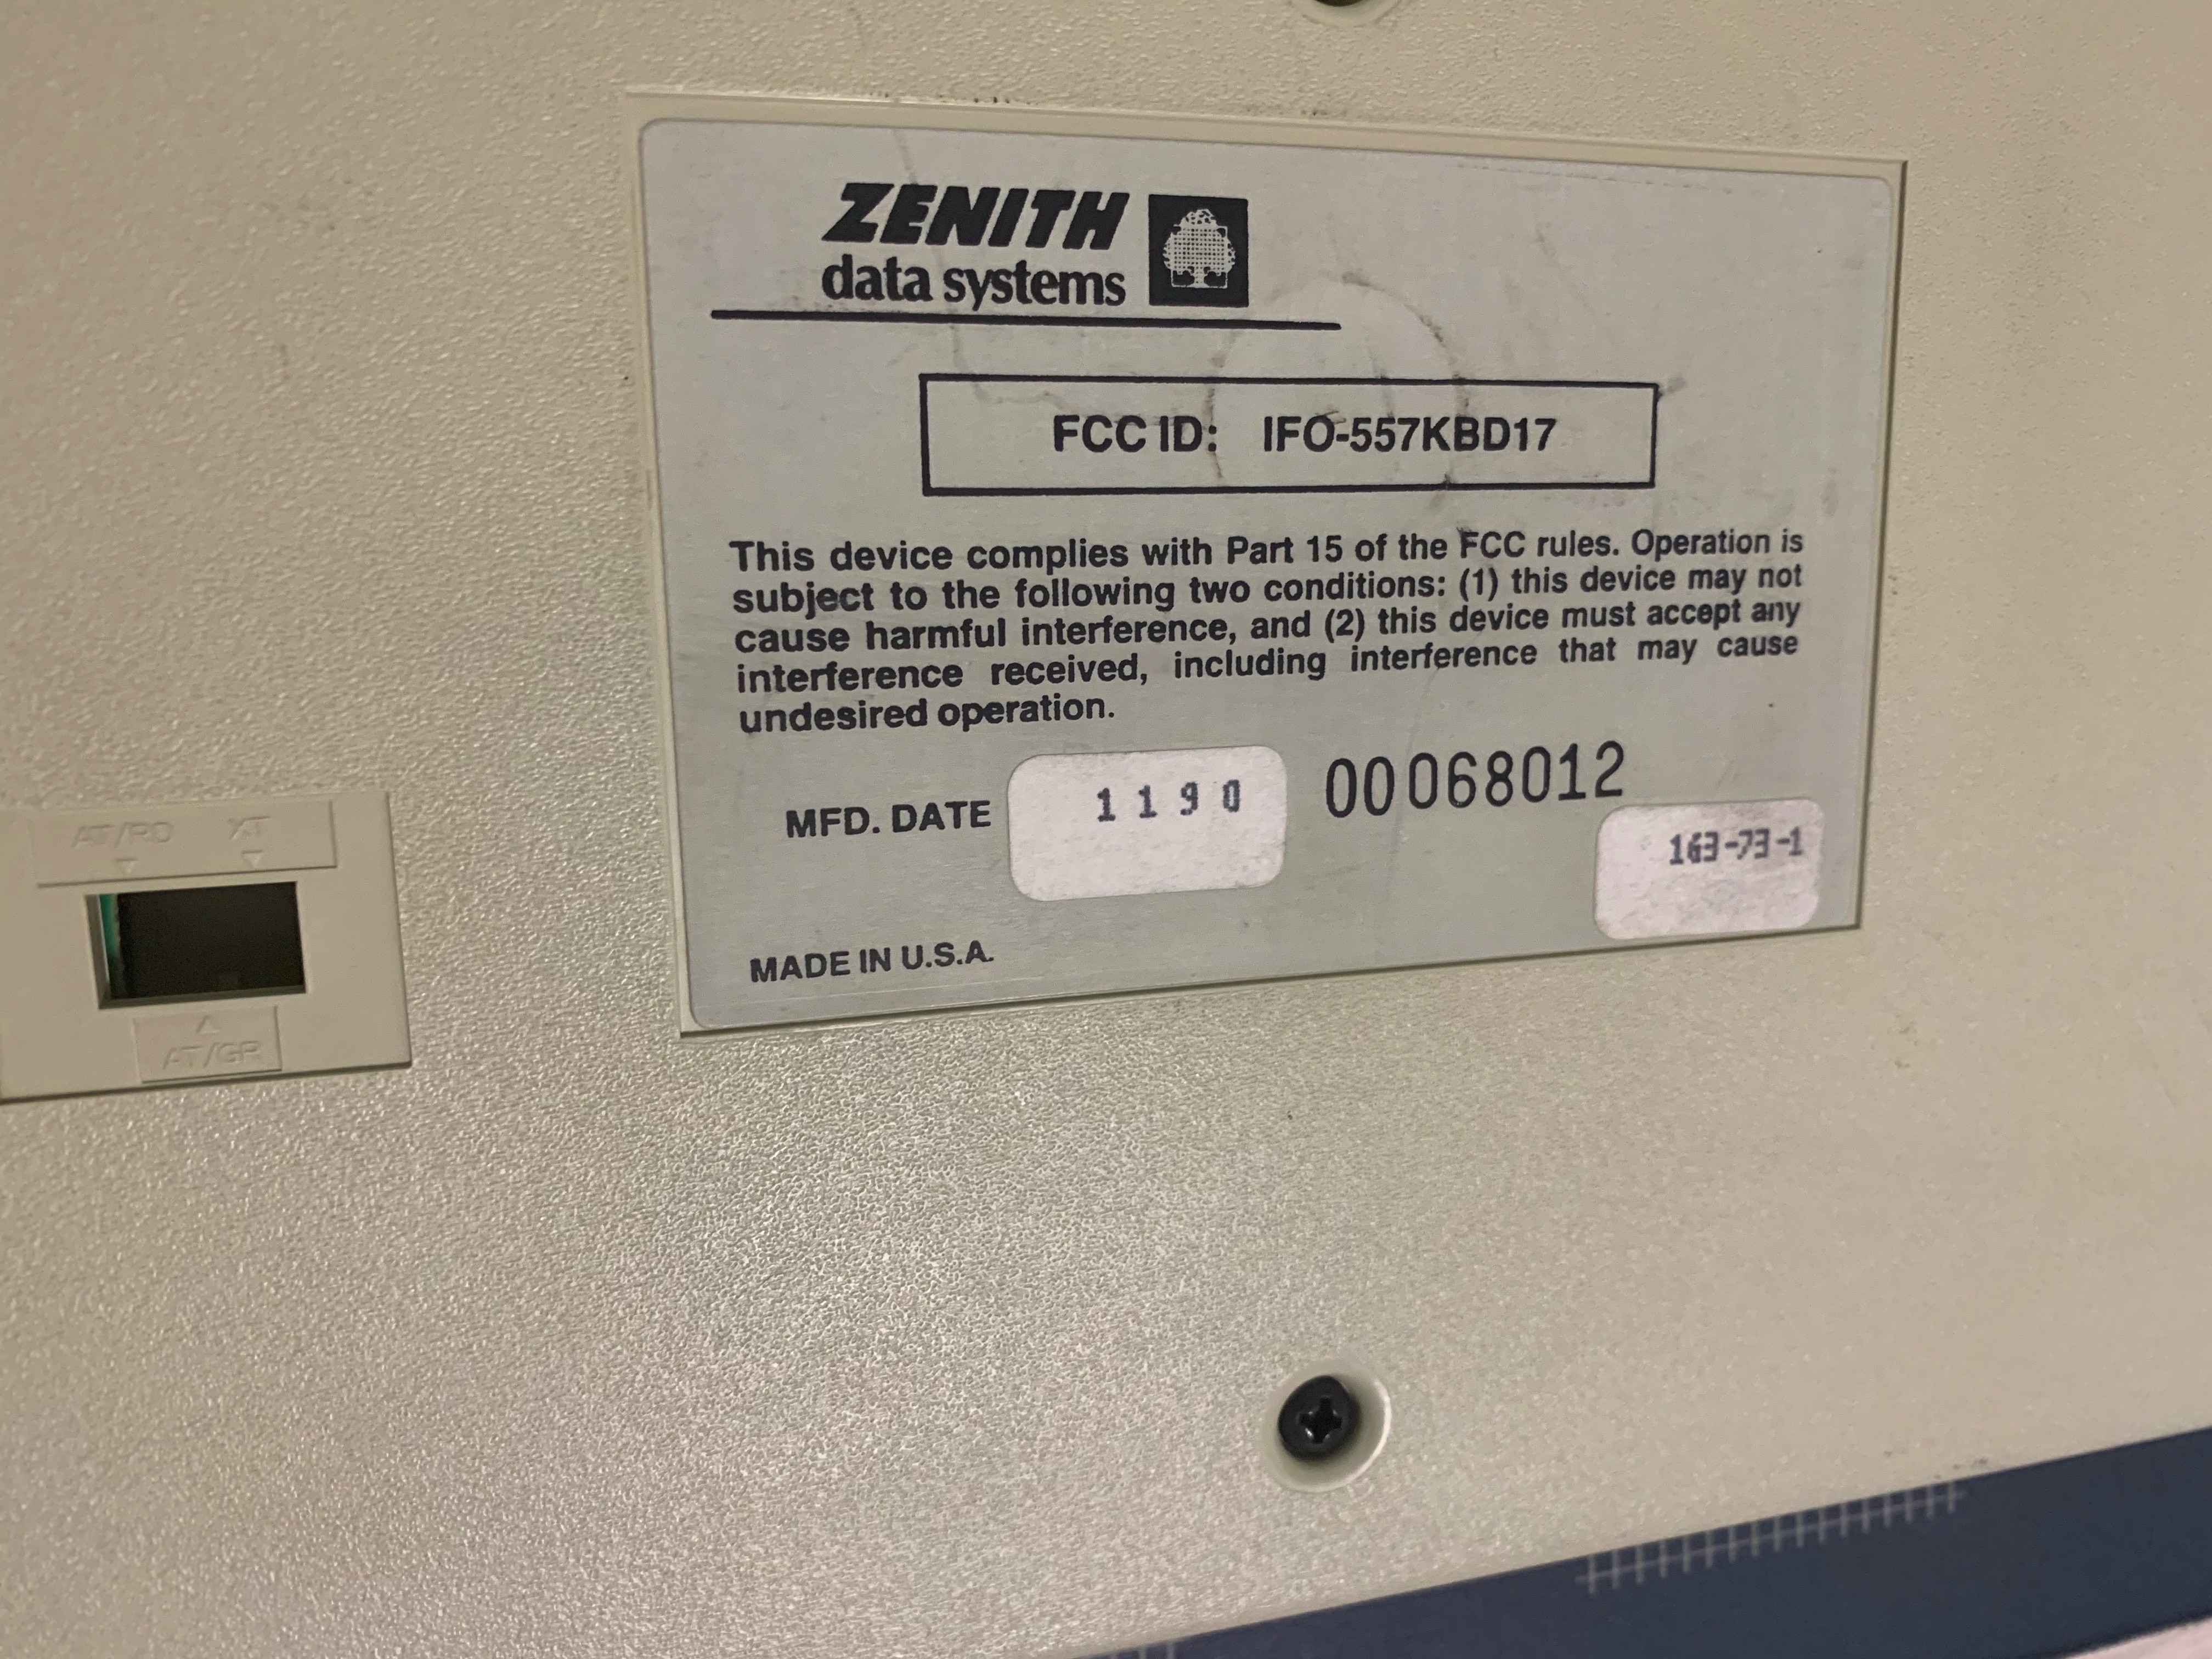 ZENITH
data systems
FCC ID: IFO-557KBD17
This device complies with Part 15 of the FCC rules. Operation is
subject to the following two conditions: (1) this device may not
cause harmful interference, and (2) this device must accept any
interference received, including interference that may cause
undesired operation.
MFD. DATE 1190 00068012
163-73-1
MADE IN U.S.A.
AT/RD XT
AT/GR